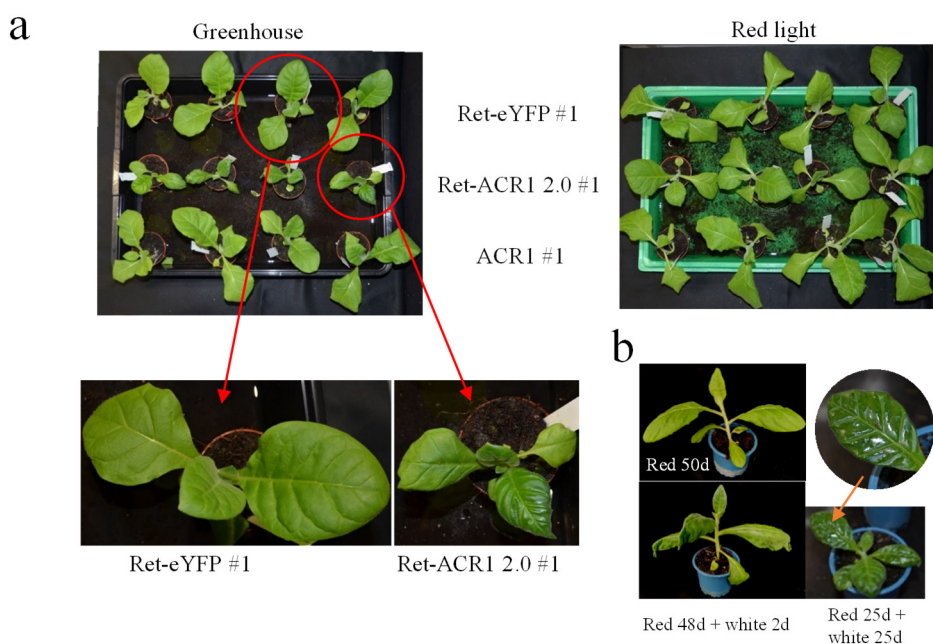 a
Greenhouse
Red light
Ret-eYFP #1
Ret-ACR1 2.0 #1
ACR1 #1
Ret-eYFP #1
Ret-ACR1 2.0 #1
b
Red 50d
Red 48d + white 2d
Red 25d +
white 25d